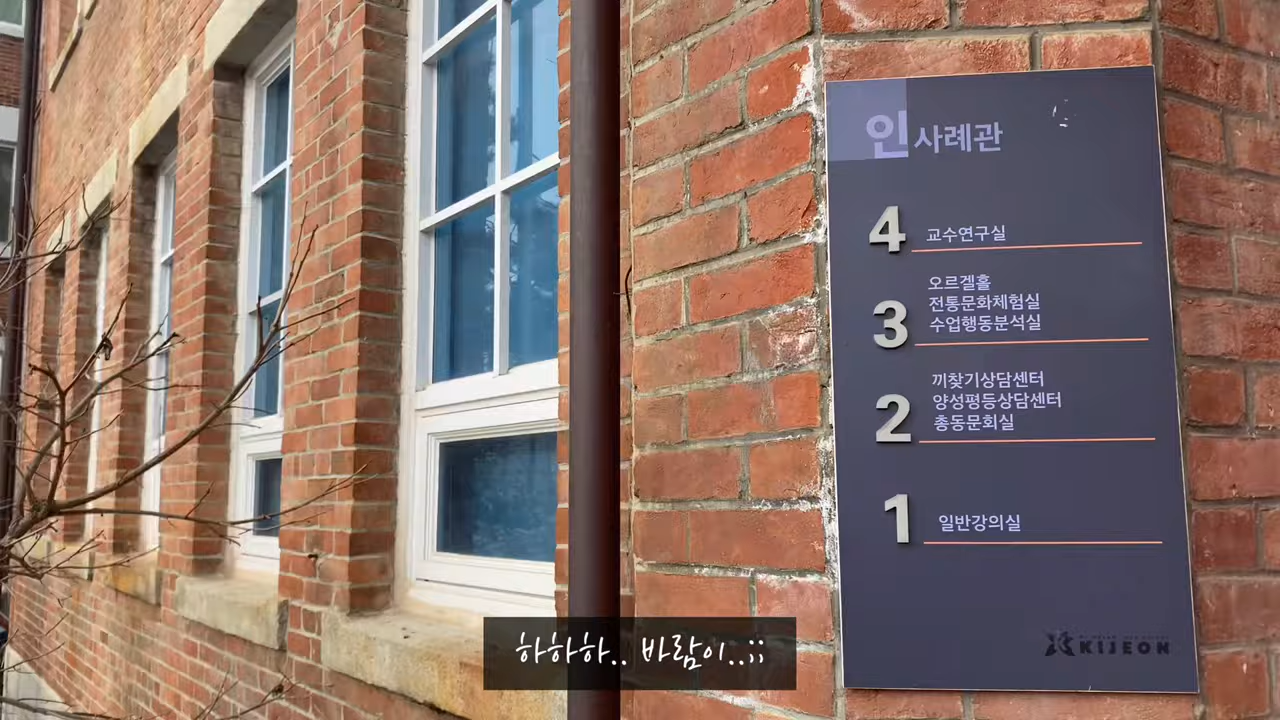 인사례관
4 교수연구실
오르겔홀
3 전통문화체험실
수업행동분석실
끼찾기상담센터
2 양성평등상담센터
총동문회실
1 일반강의실
KIJEON
하하하.. 바람이..;;